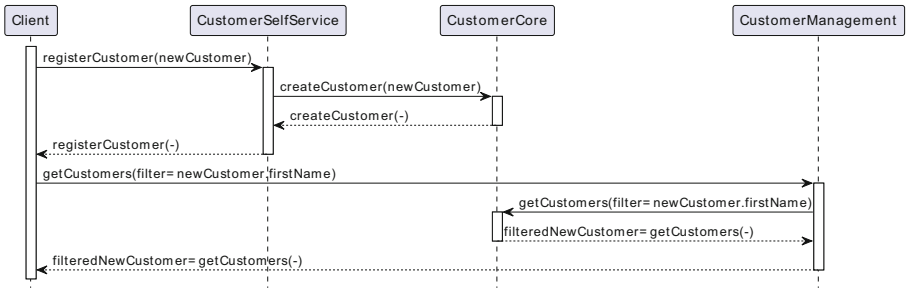 Client CustomerSelfService CustomerCore CustomerManagement
registerCustomer(newCustomer)
createCustomer(newCustomer)
createCustomer(-)
registerCustomer(-)
getCustomers(filter=newCustomer.firstName)
getCustomers(filter=newCustomer.firstName)
filteredNewCustomer=getCustomers(-)
filteredNewCustomer=getCustomers(-)